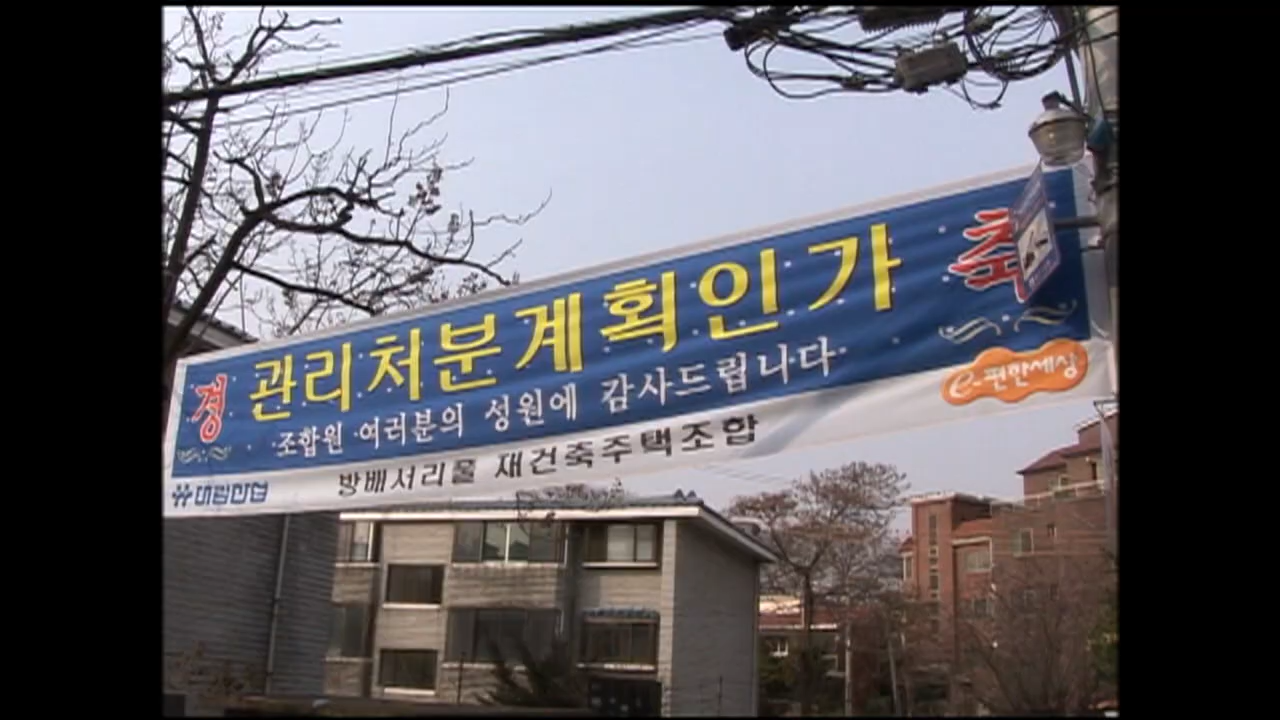 경 관리처분계획인가 축
조합원 여러분의 성원에 감사드립니다
e-편한세상
방배서리풀 재건축주택조합
대림산업